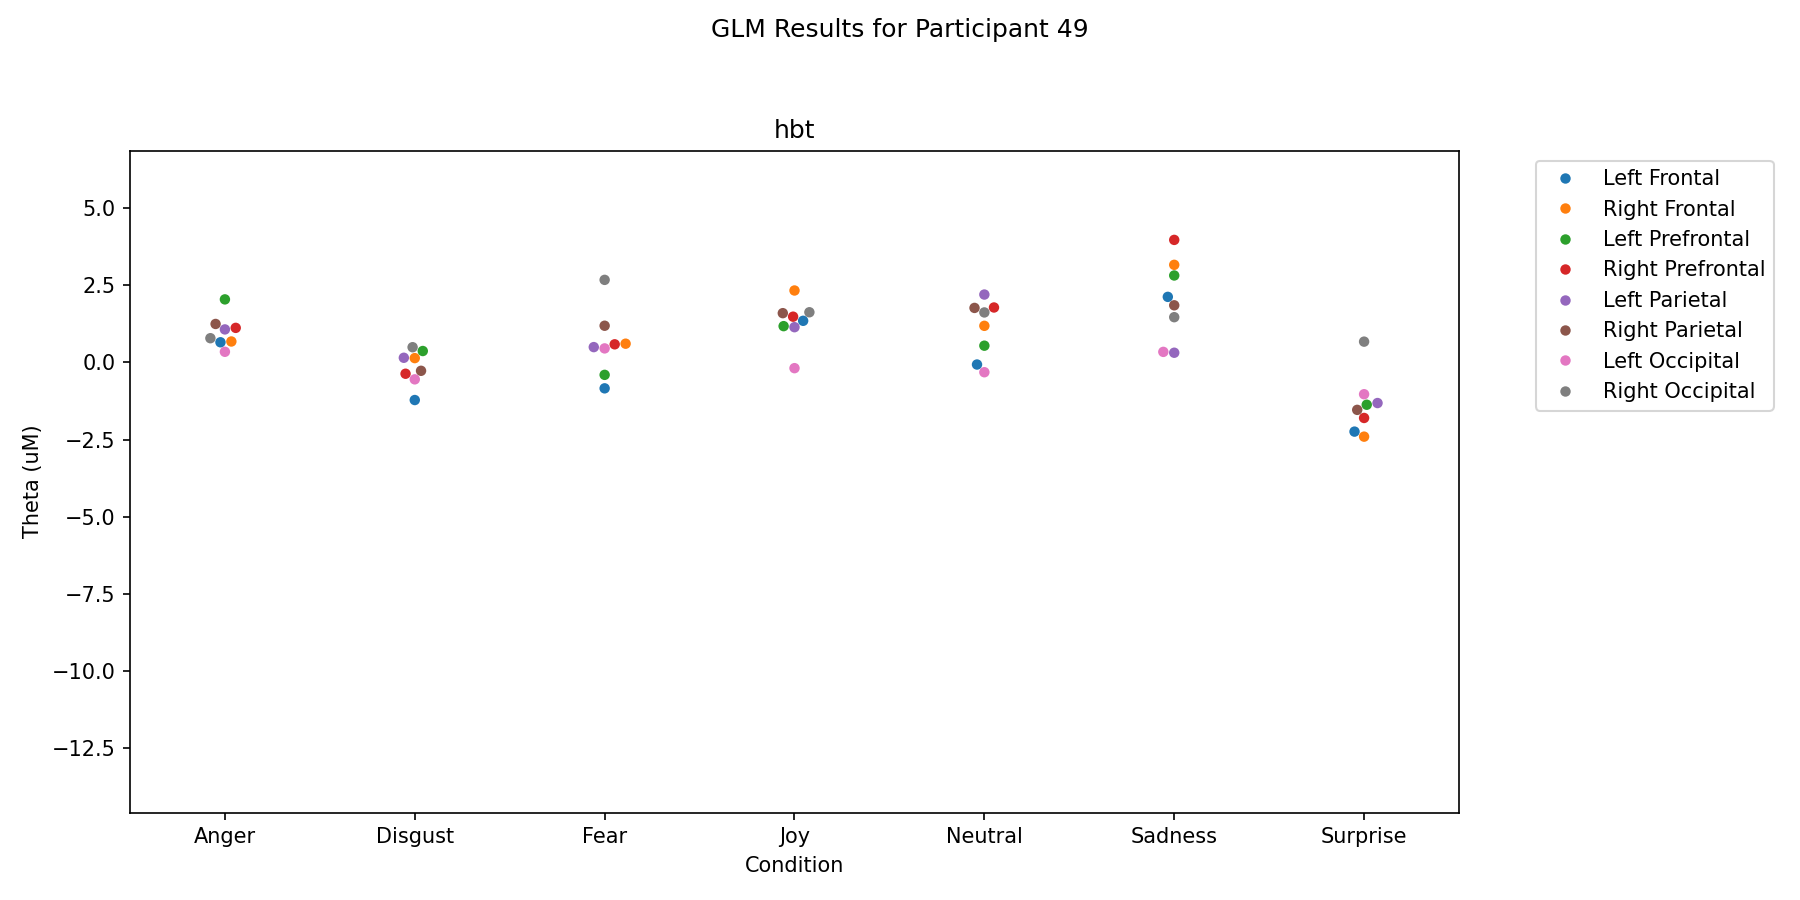 GLM Results for Participant 49
hbt
5.0
2.5
0.0
−2.5
−5.0
−7.5
−10.0
−12.5
Theta (uM)
Anger
Disgust
Fear
Joy
Neutral
Sadness
Surprise
Condition
Left Frontal
Right Frontal
Left Prefrontal
Right Prefrontal
Left Parietal
Right Parietal
Left Occipital
Right Occipital